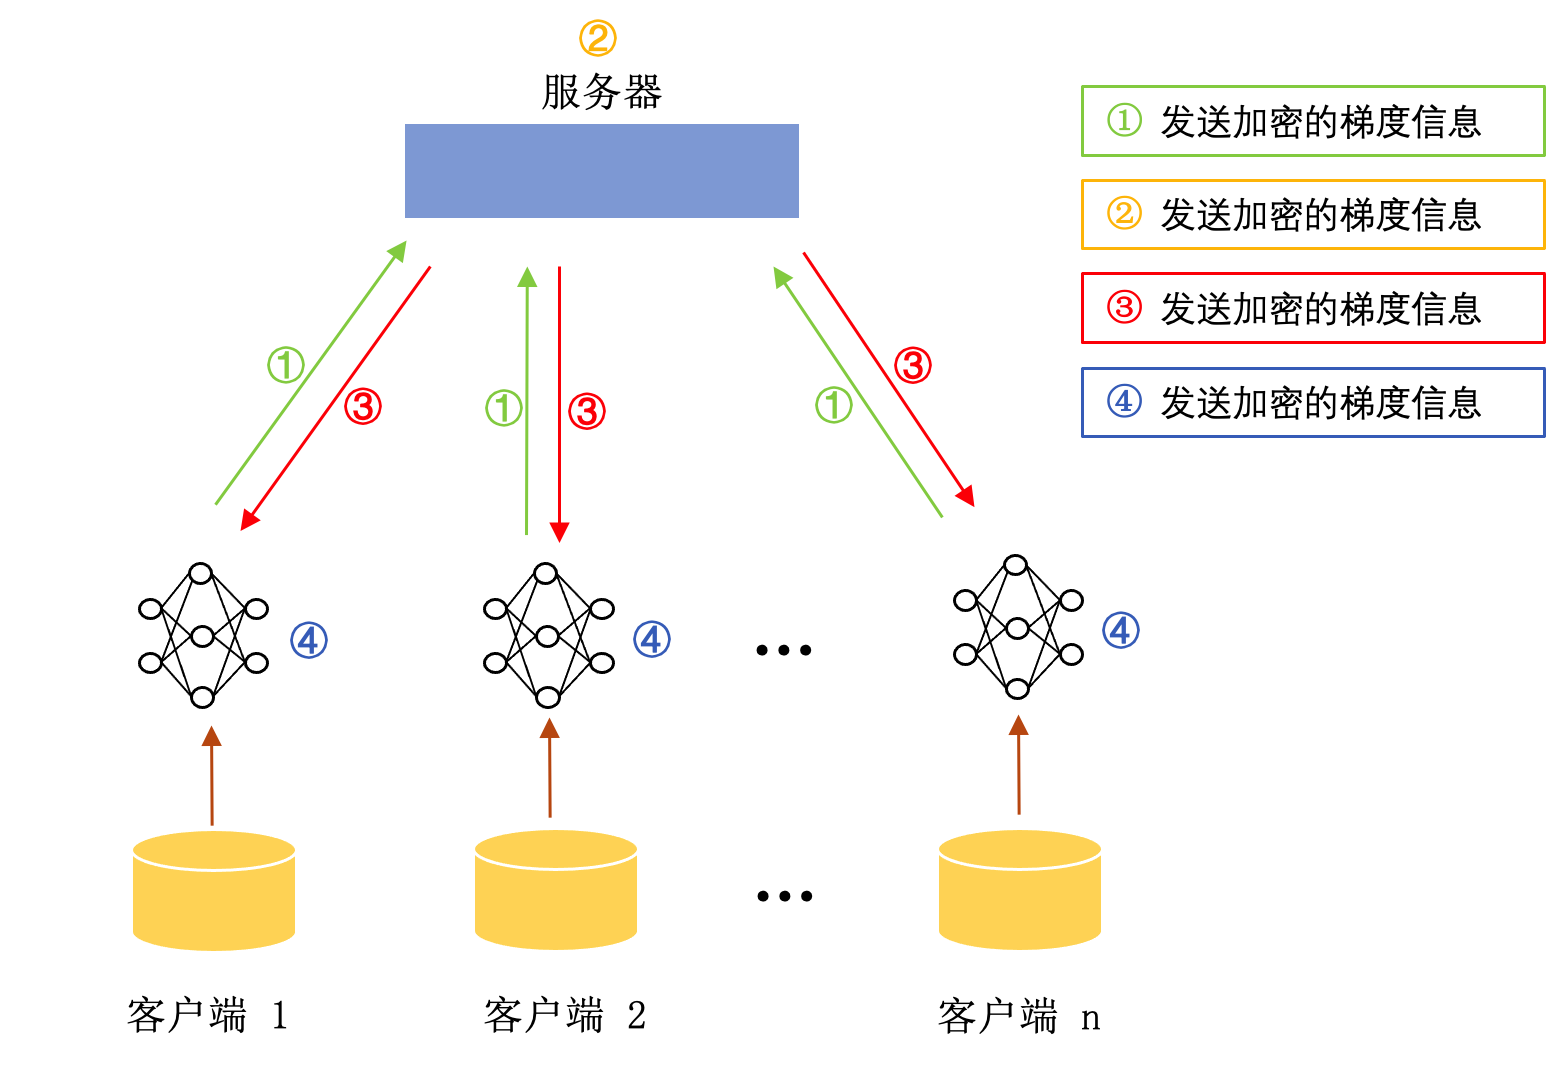 ②
服务器
① 发送加密的梯度信息
② 发送加密的梯度信息
③ 发送加密的梯度信息
④ 发送加密的梯度信息
①
③
①
③
①
③
④
④
...
④
...
客户端 1
客户端 2
客户端 n